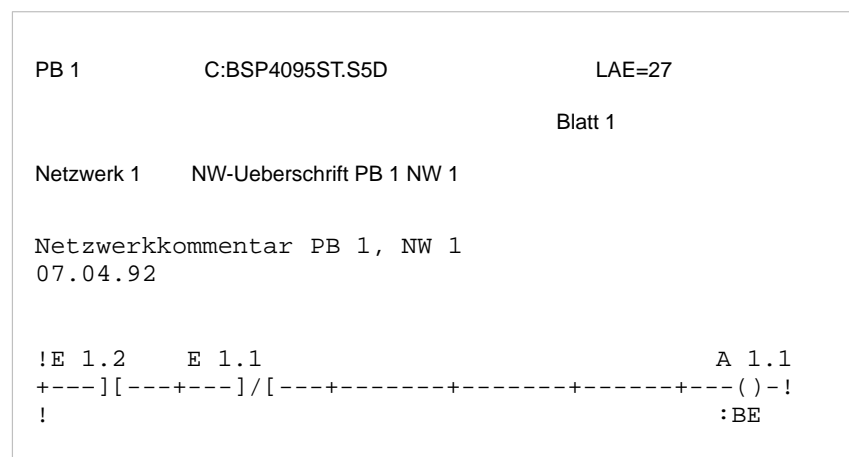 PB 1 C:BSP4095ST.S5D LAE=27
Blatt 1
Netzwerk 1 NW-Ueberschrift PB 1 NW 1
Netzwerkkommentar PB 1, NW 1
07.04.92
!E 1.2 E 1.1 A 1.1
+---][---+---]/[---+-------+-------+------+---()-!
! :BE